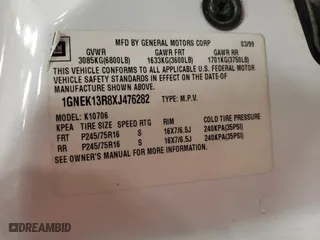 GM
MFD BY GENERAL MOTORS CORP 03/99
GVWR GAWR FRT GAWR RR
3085KG(6800LB) 1633KG(3600LB) 1701KG(3750LB)
THIS VEHICLE CONFORMS TO ALL APPLICABLE U.S. FEDERAL MOTOR
VEHICLE SAFETY STANDARDS IN EFFECT ON THE DATE OF
MANUFACTURE SHOWN ABOVE.
1GNEK13R8XJ476282 TYPE: M.P.V.
MODEL: K10706
KPEA TIRE SIZE SPEED RTG RIM COLD TIRE PRESSURE
FRT P245/75R16 S 16X7/6.5J 240KPA(35PSI)
RR P245/75R16 S 16X7/6.5J 240KPA(35PSI)
SEE OWNER'S MANUAL FOR ADDITIONAL INFORMATION
DREAMBID